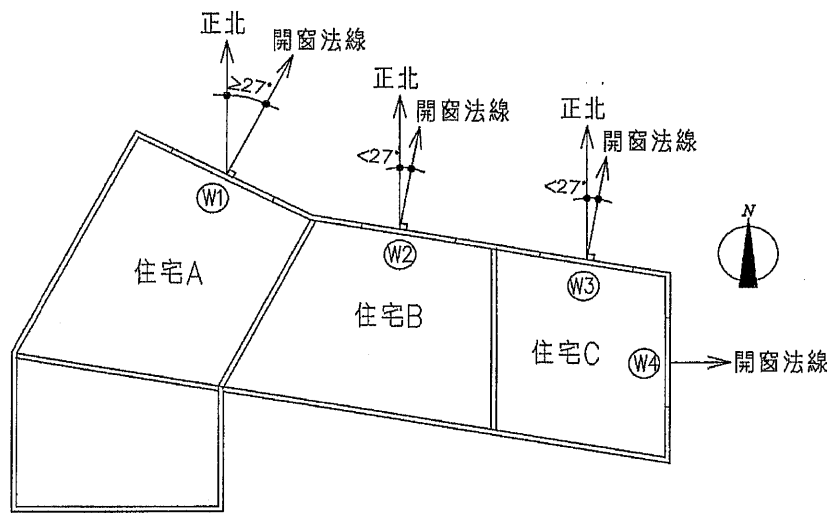 正北
開窗法線
≥27°
W1
正北
開窗法線
<27°
W2
正北
開窗法線
<27°
W3
N
住宅A
住宅B
住宅C
W4
開窗法線